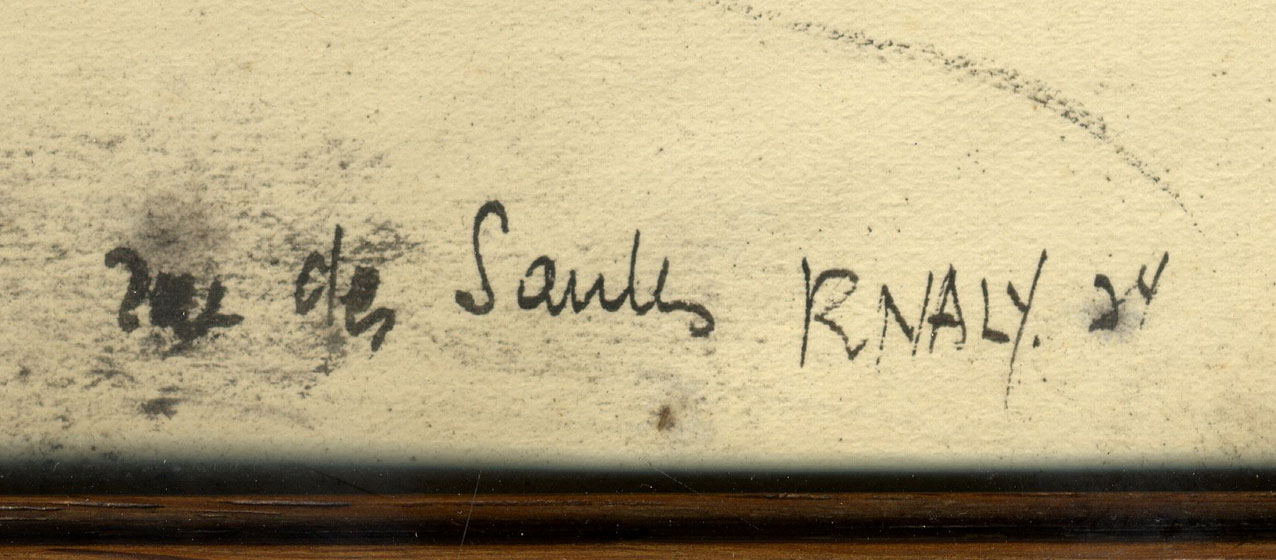 rue des Saules RNALY. 24